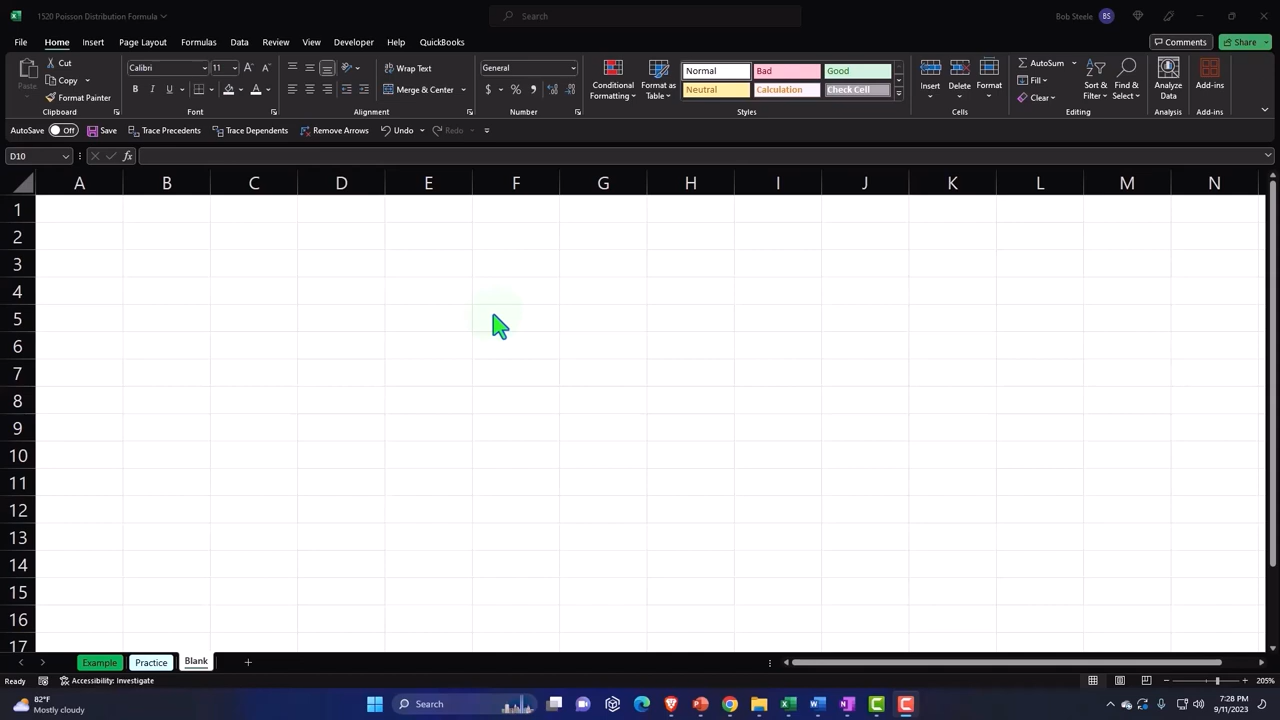 1520 Poisson Distribution Formula
Search
Bob Steele BS
File Home Insert Page Layout Formulas Data Review View Developer Help QuickBooks
Comments Share
Paste
Cut
Copy
Format Painter
Clipboard
Calibri 11
B I U
Font
Wrap Text
Merge & Center
Alignment
General
$ %
Number
Conditional Formatting
Format as Table
Normal Bad Good
Neutral Calculation Check Cell
Styles
Insert Delete Format
Cells
AutoSum
Fill
Clear
Sort & Filter
Find & Select
Editing
Analyze Data
Analysis
Add-ins
Add-ins
AutoSave Off Save Trace Precedents Trace Dependents Remove Arrows Undo Redo
D10 fx
A B C D E F G H I J K L M N
1
2
3
4
5
6
7
8
9
10
11
12
13
14
15
16
17
Example Practice Blank
Ready Accessibility: Investigate 205%
82°F
Mostly cloudy
Search
7:28 PM
9/11/2023